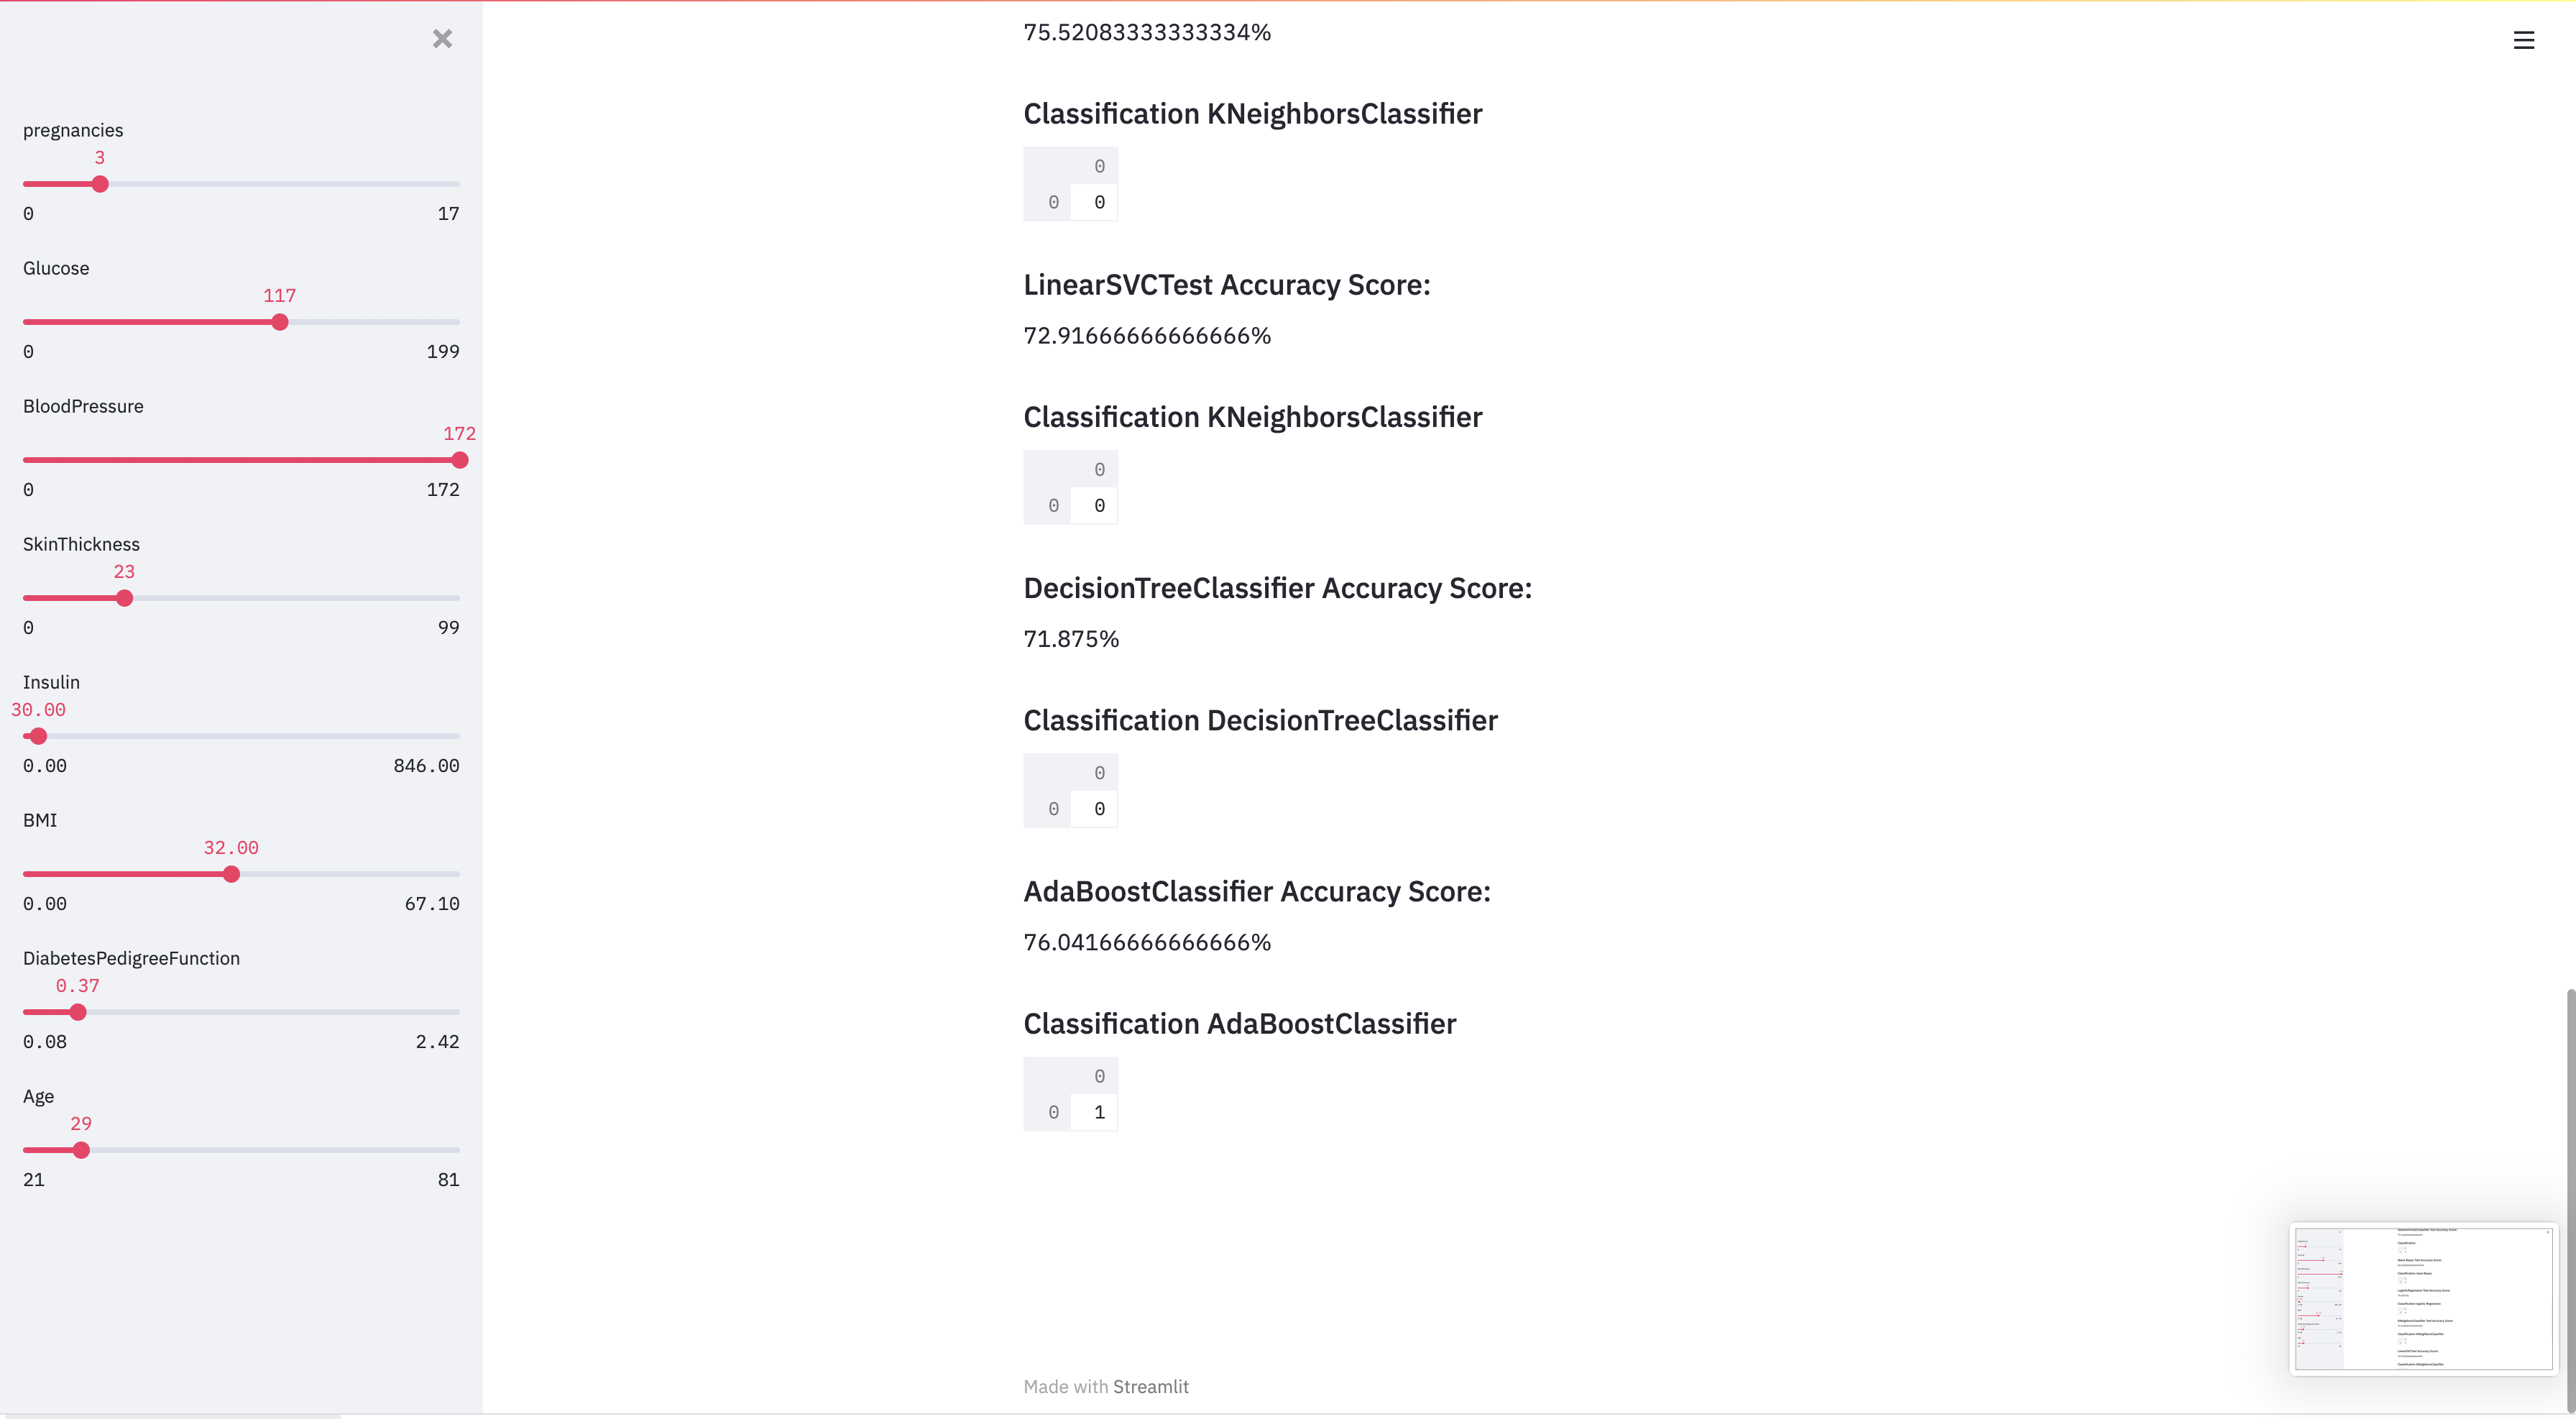 pregnancies
3
0 17
Glucose
117
0 199
BloodPressure
172
0 172
SkinThickness
23
0 99
Insulin
30.00
0.00 846.00
BMI
32.00
0.00 67.10
DiabetesPedigreeFunction
0.37
0.08 2.42
Age
29
21 81
75.52083333333334%
Classification KNeighborsClassifier
0
0 0
LinearSVCTest Accuracy Score:
72.91666666666666%
Classification KNeighborsClassifier
0
0 0
DecisionTreeClassifier Accuracy Score:
71.875%
Classification DecisionTreeClassifier
0
0 0
AdaBoostClassifier Accuracy Score:
76.04166666666666%
Classification AdaBoostClassifier
0
0 1
Made with Streamlit